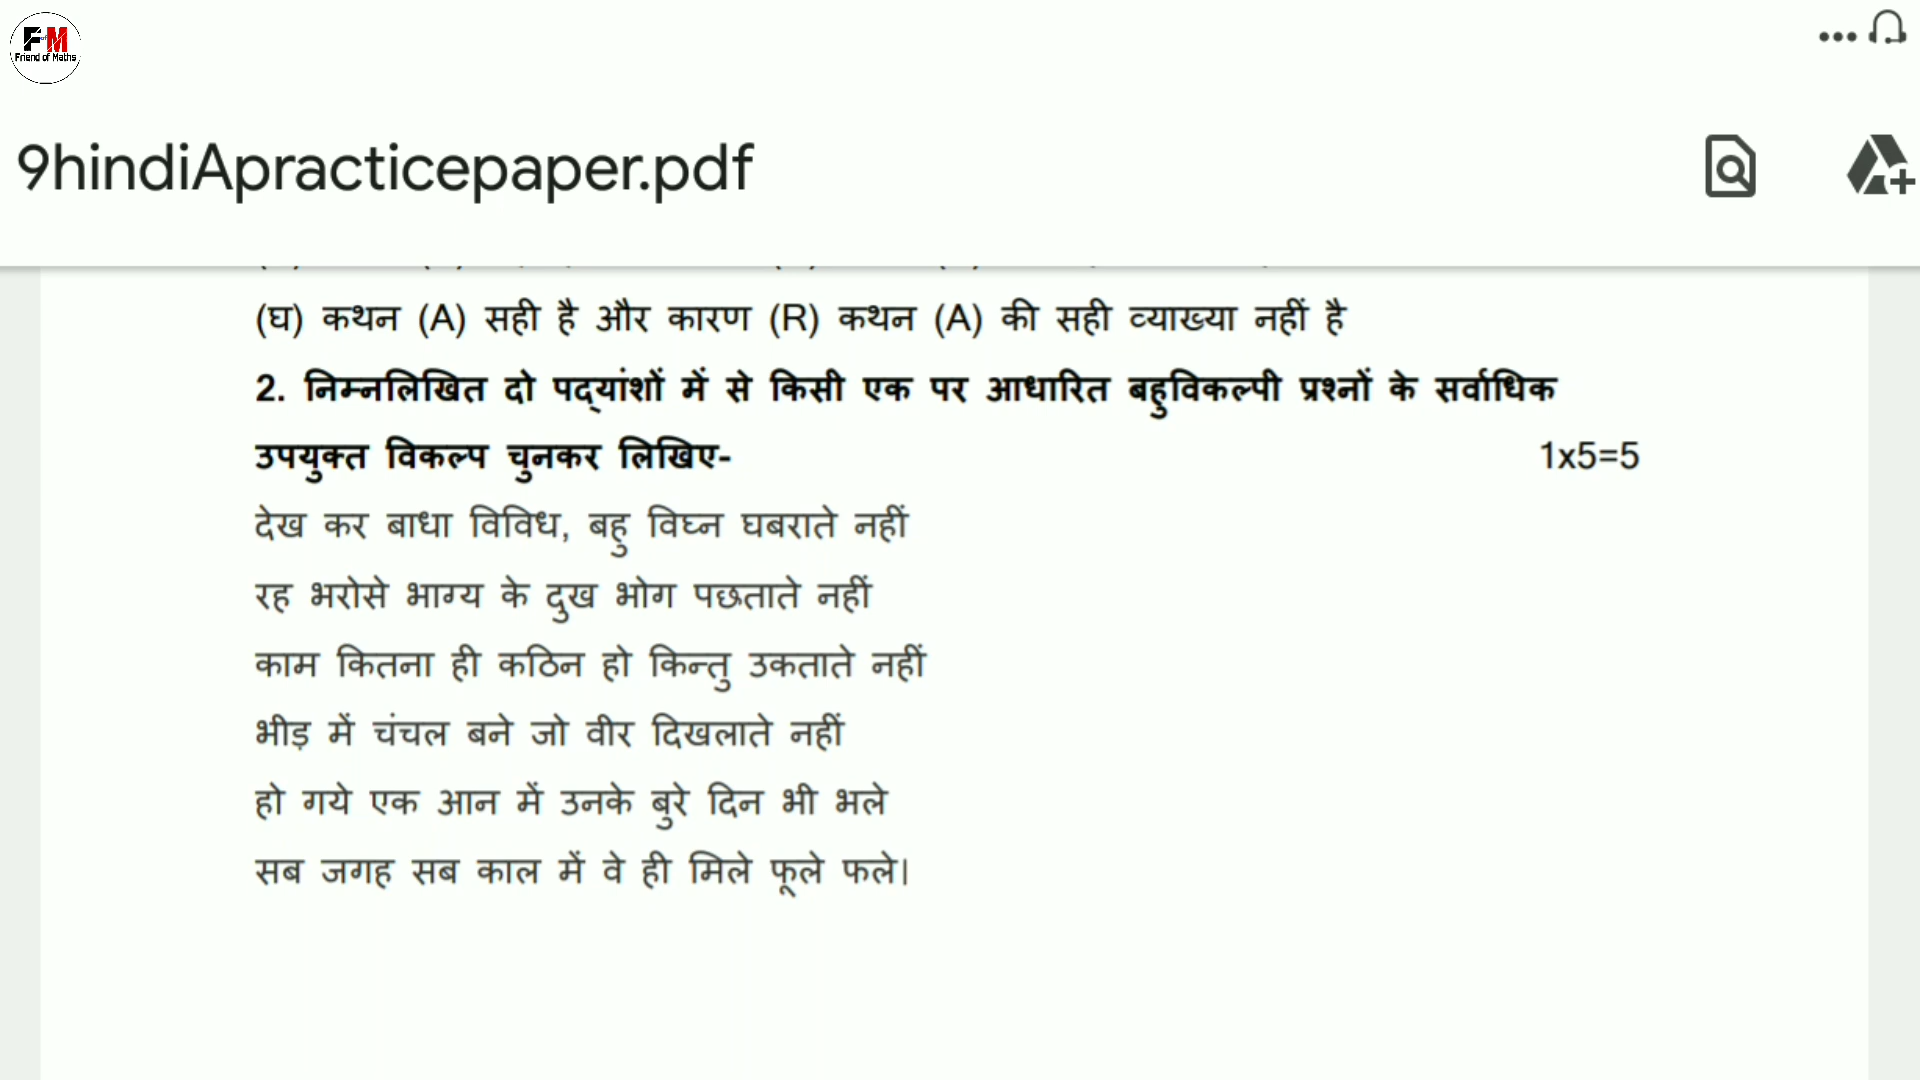 FofM
Friend of Maths
9hindiApracticepaper.pdf
(घ) कथन (A) सही है और कारण (R) कथन (A) की सही व्याख्या नहीं है
2. निम्नलिखित दो पद्यांशों में से किसी एक पर आधारित बहुविकल्पी प्रश्नों के सर्वाधिक
उपयुक्त विकल्प चुनकर लिखिए- 1x5=5
देख कर बाधा विविध, बहु विघ्न घबराते नहीं
रह भरोसे भाग्य के दुख भोग पछताते नहीं
काम कितना ही कठिन हो किन्तु उकताते नहीं
भीड़ में चंचल बने जो वीर दिखलाते नहीं
हो गये एक आन में उनके बुरे दिन भी भले
सब जगह सब काल में वे ही मिले फूले फले।